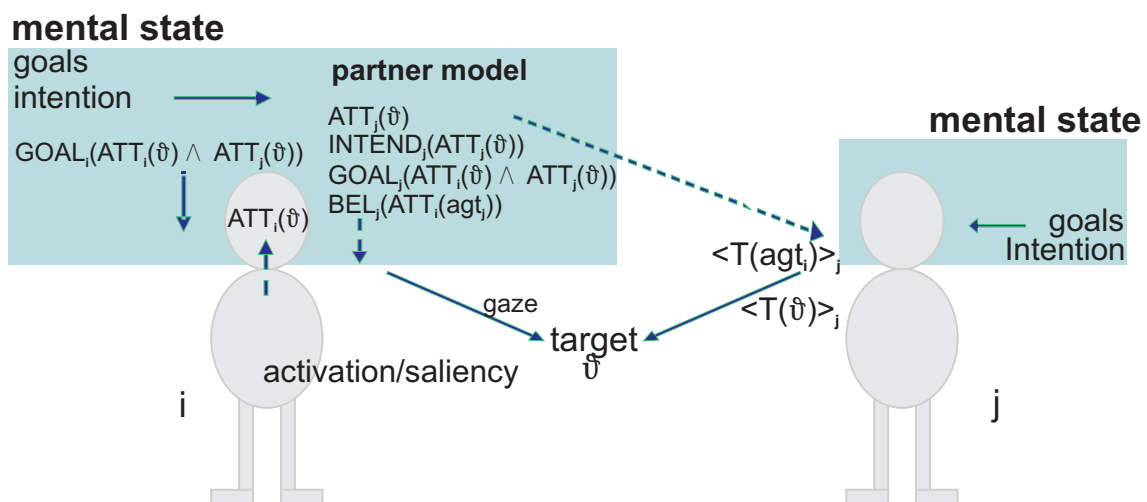 mental state
goals
intention
GOALᵢ(ATTᵢ(ϑ) ∧ ATTⱼ(ϑ))
ATTᵢ(ϑ)
partner model
ATTⱼ(ϑ)
INTENDⱼ(ATTⱼ(ϑ))
GOALⱼ(ATTᵢ(ϑ) ∧ ATTⱼ(ϑ))
BELⱼ(ATTᵢ(agtⱼ))
mental state
goals
Intention
<T(agtᵢ)>ⱼ
<T(ϑ)>ⱼ
gaze
target
ϑ
activation/saliency
i
j